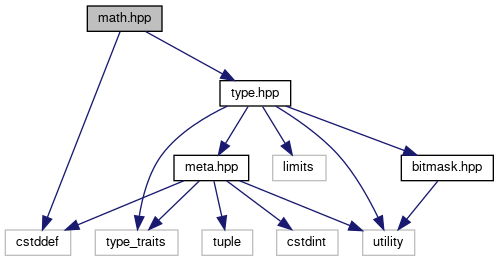 math.hpp
type.hpp
meta.hpp
limits
bitmask.hpp
cstddef
type_traits
tuple
cstdint
utility